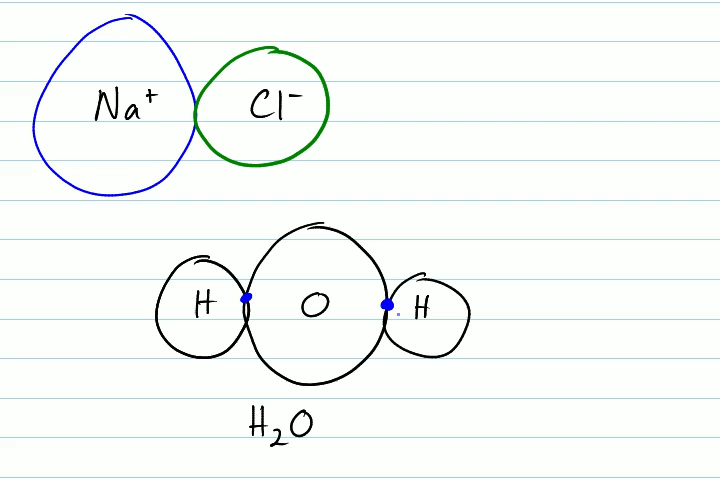 Na⁺ Cl⁻
H O H
H₂O